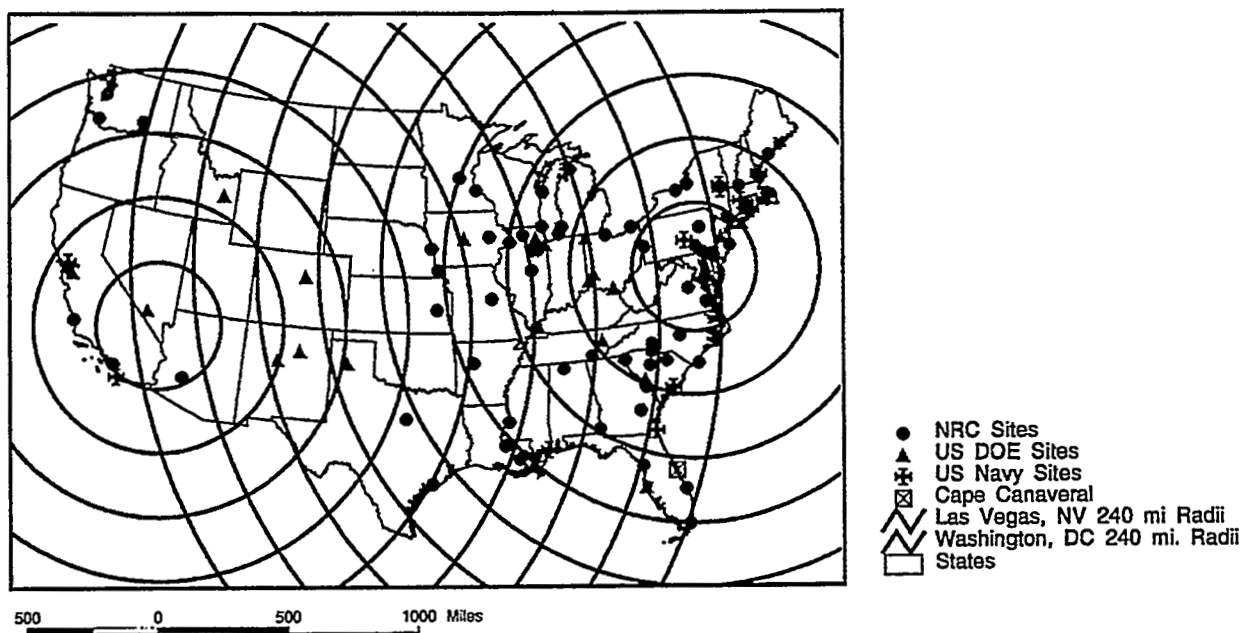 NRC Sites
US DOE Sites
US Navy Sites
Cape Canaveral
Las Vegas, NV 240 mi Radii
Washington, DC 240 mi. Radii
States
500 0 500 1000 Miles